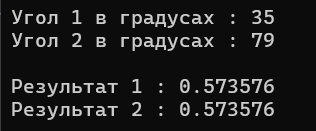 Угол 1 в градусах : 35
Угол 2 в градусах : 79
Результат 1 : 0.573576
Результат 2 : 0.573576